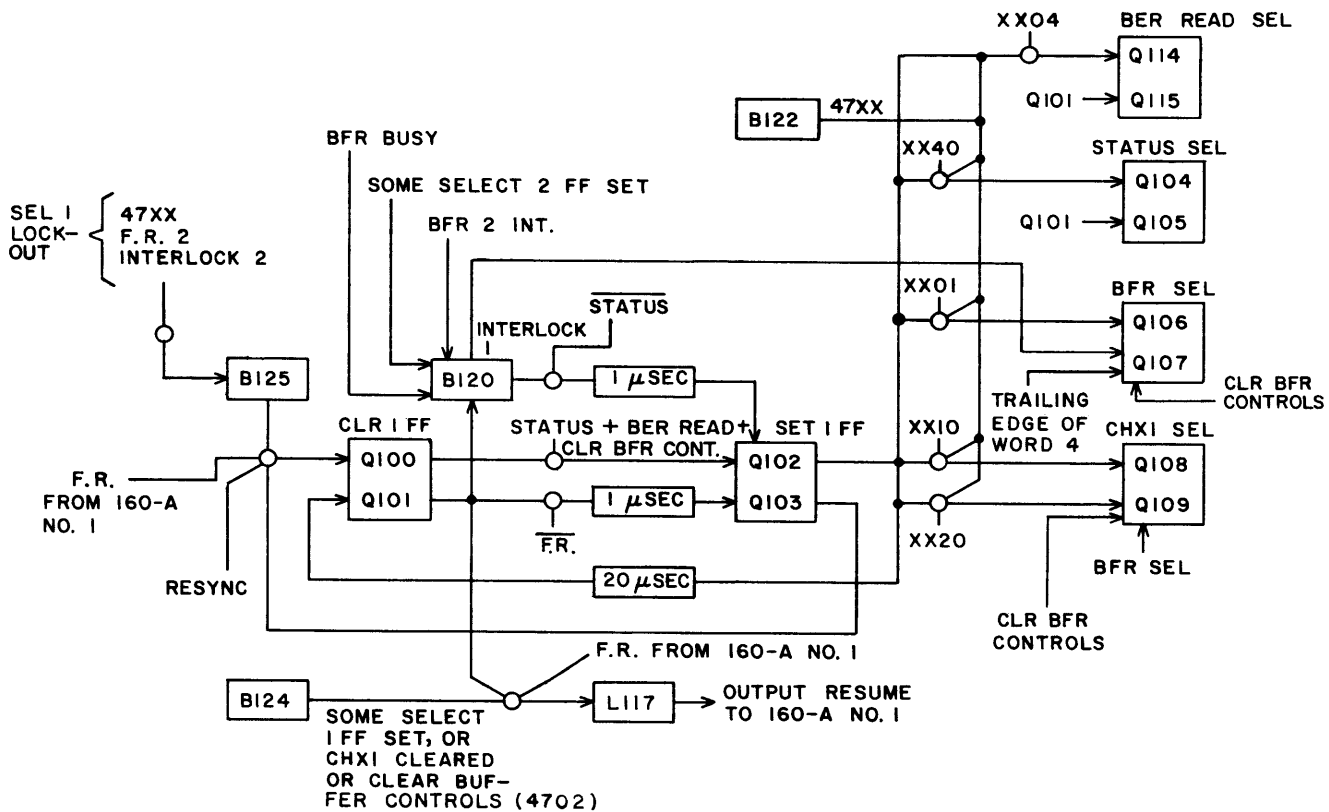 XX04
BER READ SEL
Q114
Q101
Q115
B122
47XX
BFR BUSY
XX40
STATUS SEL
Q104
Q101
Q105
SOME SELECT 2 FF SET
SEL 1
LOCK-
OUT
47XX
F.R. 2
INTERLOCK 2
BFR 2 INT.
STATUS
XX01
BFR SEL
Q106
Q107
INTERLOCK
B120
1 μSEC
B125
TRAILING
EDGE OF
WORD 4
CLR BFR
CONTROLS
CLR 1 FF
Q100
Q101
STATUS + BER READ +
CLR BFR CONT.
SET 1 FF
Q102
Q103
XX10
CHX1 SEL
Q108
Q109
F.R.
FROM 160-A
NO. 1
F.R.
1 μSEC
XX20
RESYNC
20 μSEC
BFR SEL
CLR BFR
CONTROLS
F.R. FROM 160-A NO. 1
B124
L117
OUTPUT RESUME
TO 160-A NO. 1
SOME SELECT
1 FF SET, OR
CHX1 CLEARED
OR CLEAR BUF-
FER CONTROLS (4702)